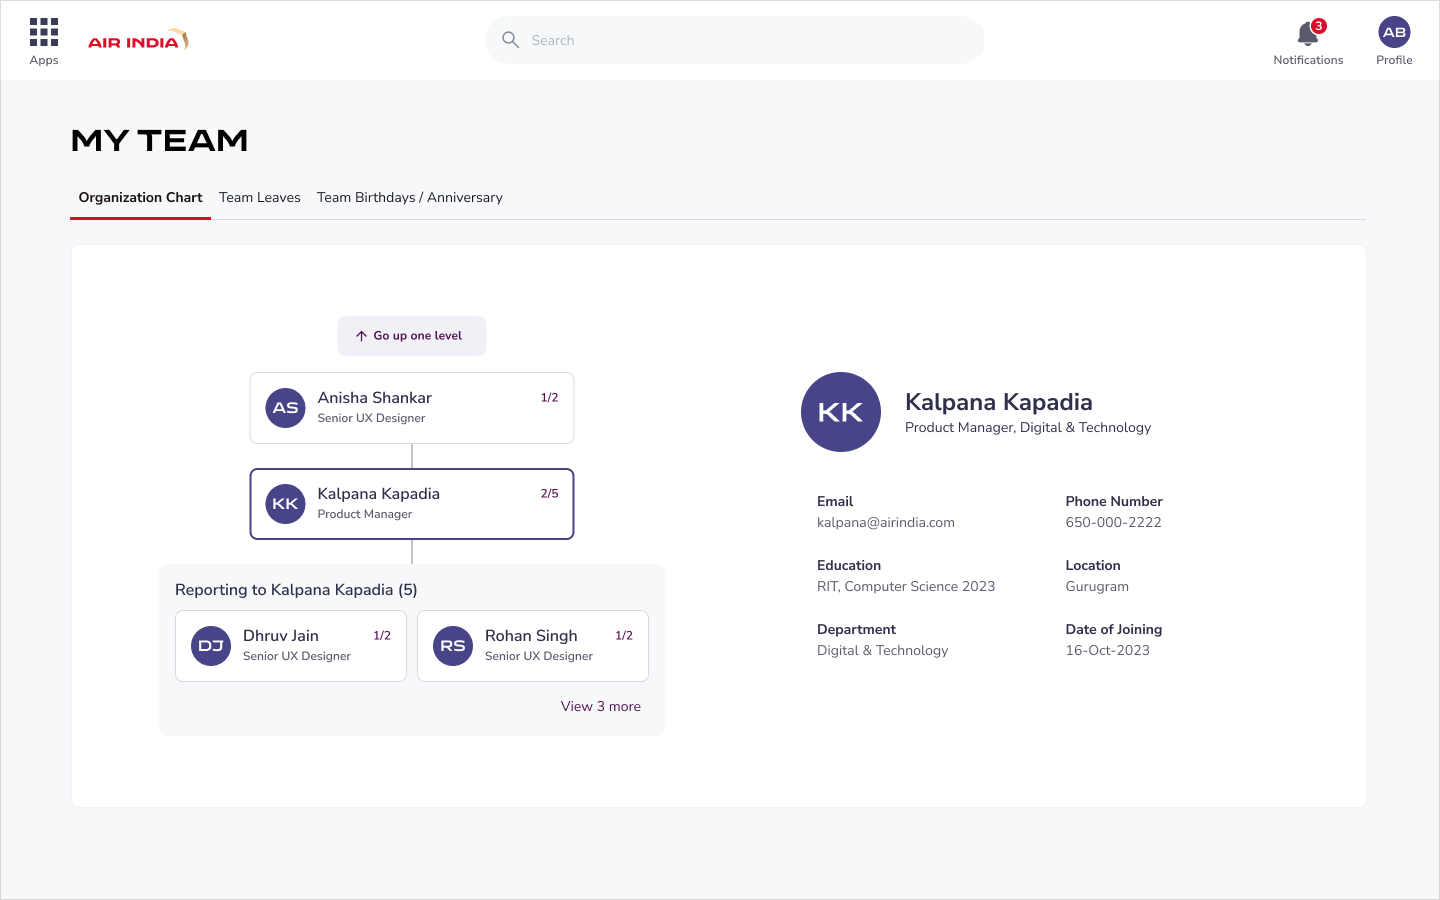 Apps
AIR INDIA
Search
3
Notifications
AB
Profile
MY TEAM
Organization Chart
Team Leaves
Team Birthdays / Anniversary
Go up one level
AS
Anisha Shankar
1/2
Senior UX Designer
KK
Kalpana Kapadia
2/5
Product Manager
Reporting to Kalpana Kapadia (5)
DJ
Dhruv Jain
1/2
Senior UX Designer
RS
Rohan Singh
1/2
Senior UX Designer
View 3 more
KK
Kalpana Kapadia
Product Manager, Digital & Technology
Email
kalpana@airindia.com
Phone Number
650-000-2222
Education
RIT, Computer Science 2023
Location
Gurugram
Department
Digital & Technology
Date of Joining
16-Oct-2023